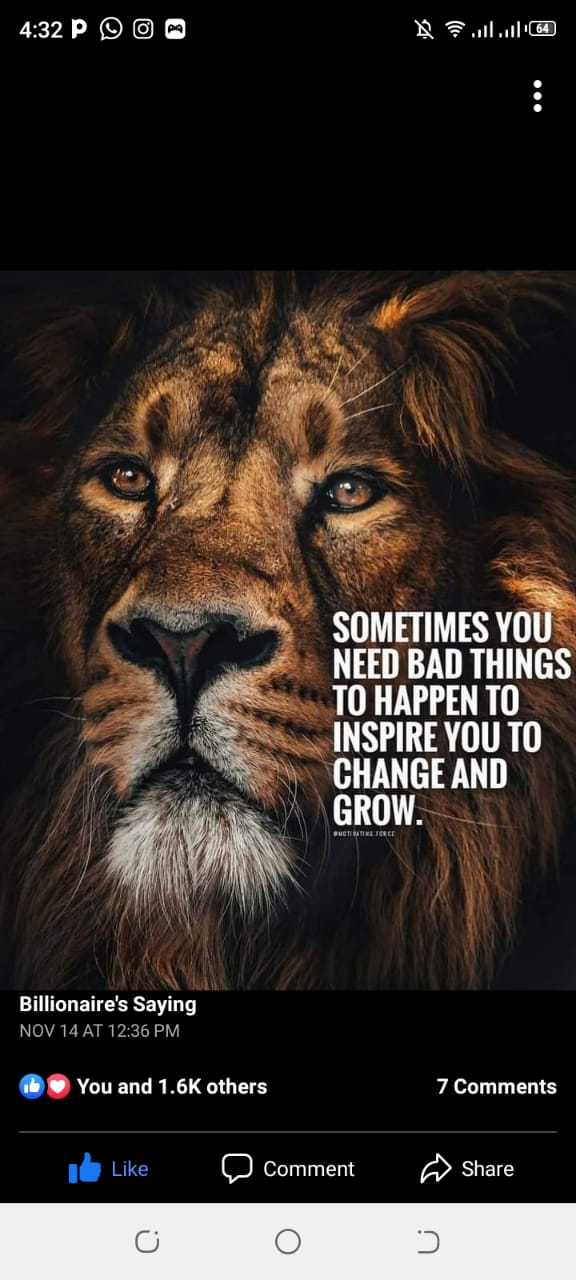 4:32
64
SOMETIMES YOU
NEED BAD THINGS
TO HAPPEN TO
INSPIRE YOU TO
CHANGE AND
GROW.
@MOTIVATING.FORCE
Billionaire's Saying
NOV 14 AT 12:36 PM
You and 1.6K others
7 Comments
Like
Comment
Share